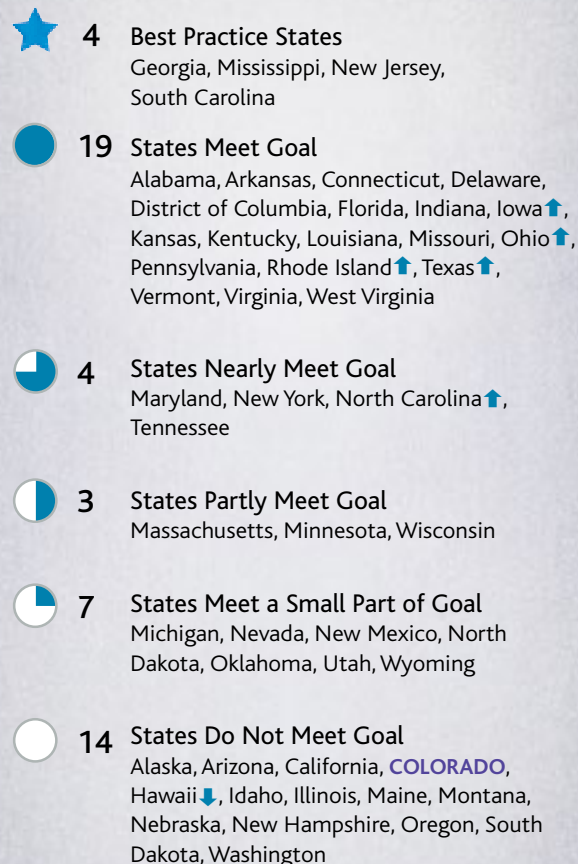 4 Best Practice States
Georgia, Mississippi, New Jersey,
South Carolina
19 States Meet Goal
Alabama, Arkansas, Connecticut, Delaware,
District of Columbia, Florida, Indiana, Iowa⬆,
Kansas, Kentucky, Louisiana, Missouri, Ohio⬆,
Pennsylvania, Rhode Island⬆, Texas⬆,
Vermont, Virginia, West Virginia
4 States Nearly Meet Goal
Maryland, New York, North Carolina⬆,
Tennessee
3 States Partly Meet Goal
Massachusetts, Minnesota, Wisconsin
7 States Meet a Small Part of Goal
Michigan, Nevada, New Mexico, North
Dakota, Oklahoma, Utah, Wyoming
14 States Do Not Meet Goal
Alaska, Arizona, California, COLORADO,
Hawaii⬇, Idaho, Illinois, Maine, Montana,
Nebraska, New Hampshire, Oregon, South
Dakota, Washington